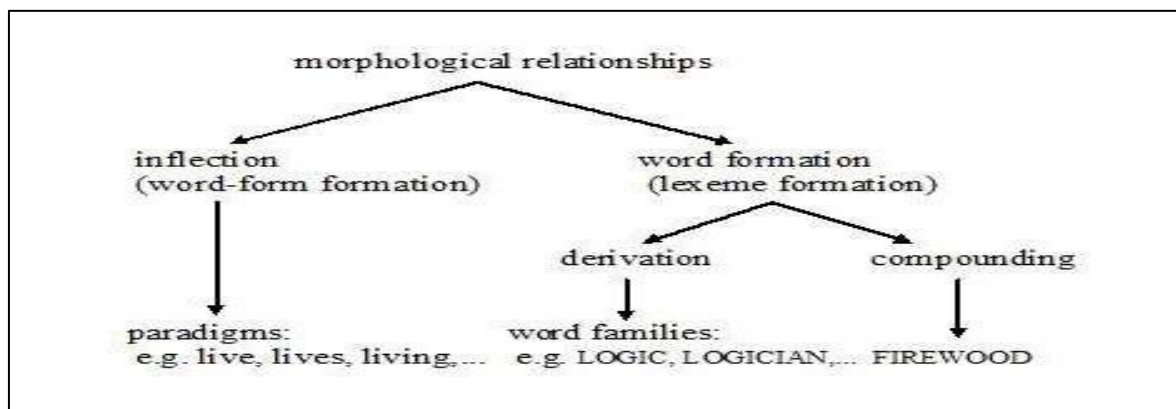 morphological relationships
inflection
(word-form formation)
word formation
(lexeme formation)
derivation
compounding
paradigms:
e.g. live, lives, living,...
word families:
e.g. LOGIC, LOGICIAN,...
FIREWOOD